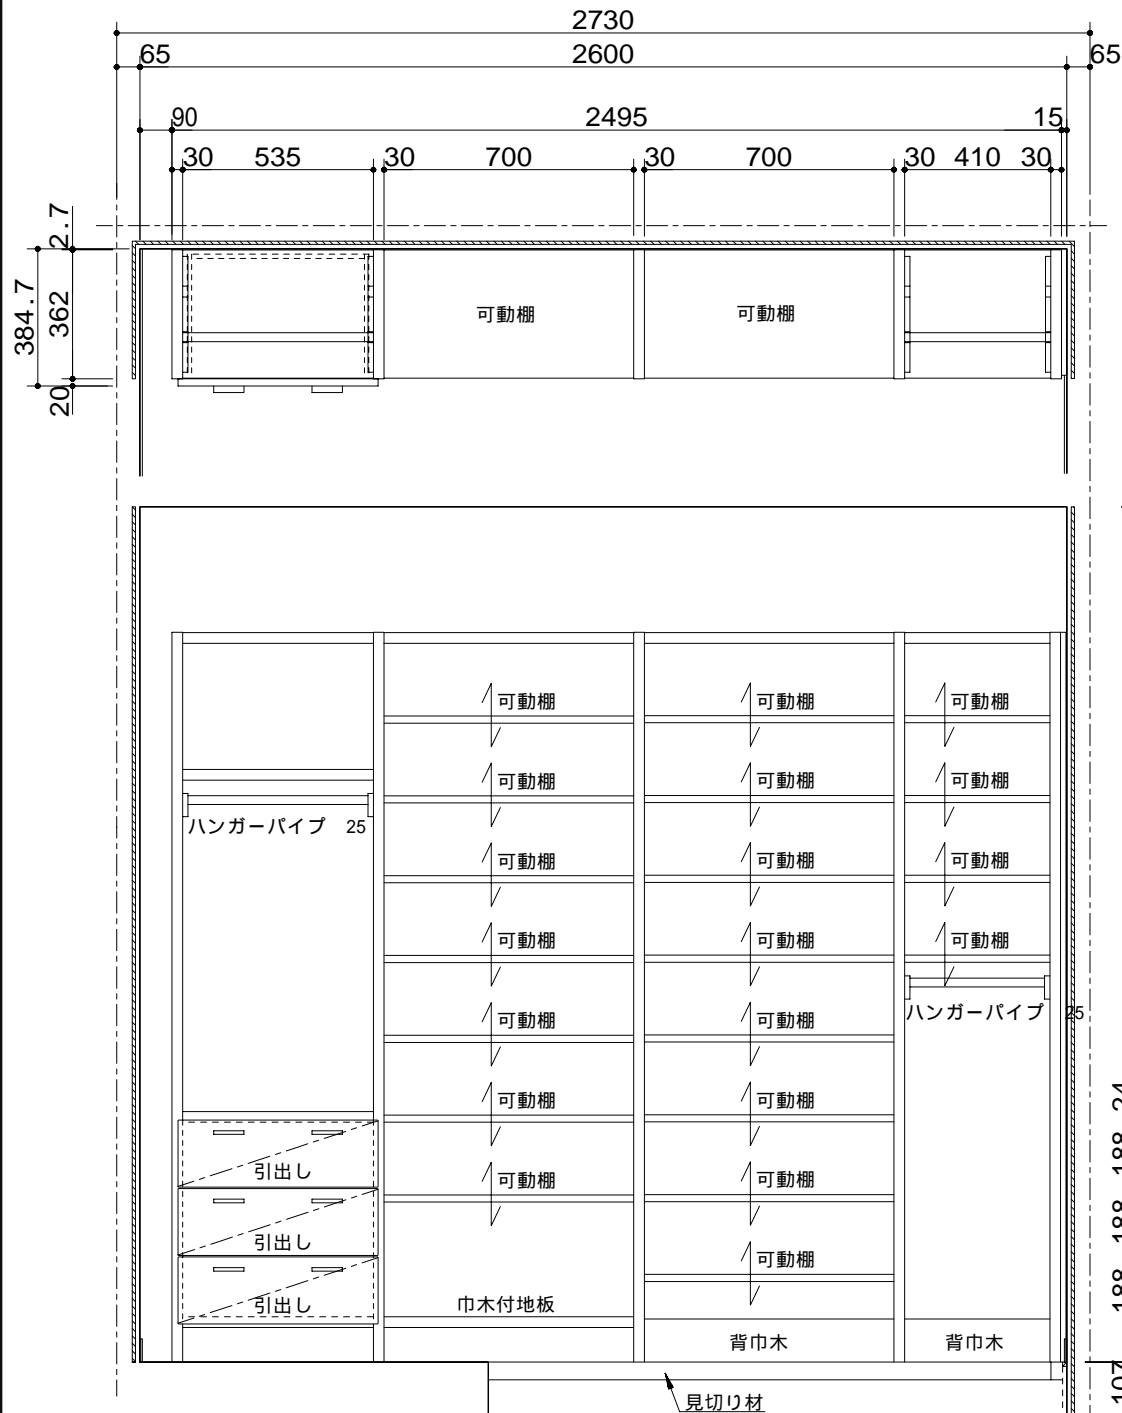 2730
65 2600 65
90 2495 15
30 535 30 700 30 700 30 410 30
2.7
384.7
362
20
可動棚 可動棚
可動棚 可動棚 可動棚
可動棚 可動棚 可動棚
ハンガーパイプ 25
可動棚 可動棚 可動棚
可動棚 可動棚 可動棚
ハンガーパイプ 25
可動棚 可動棚
可動棚 可動棚
引出し 可動棚 可動棚
引出し 可動棚
引出し 巾木付地板
背巾木 背巾木
見切り材
188 188 188 24
107